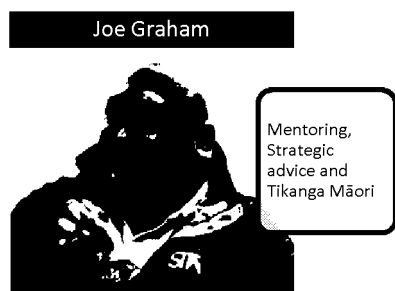 Joe Graham
Mentoring,
Strategic
advice and
Tikanga Māori